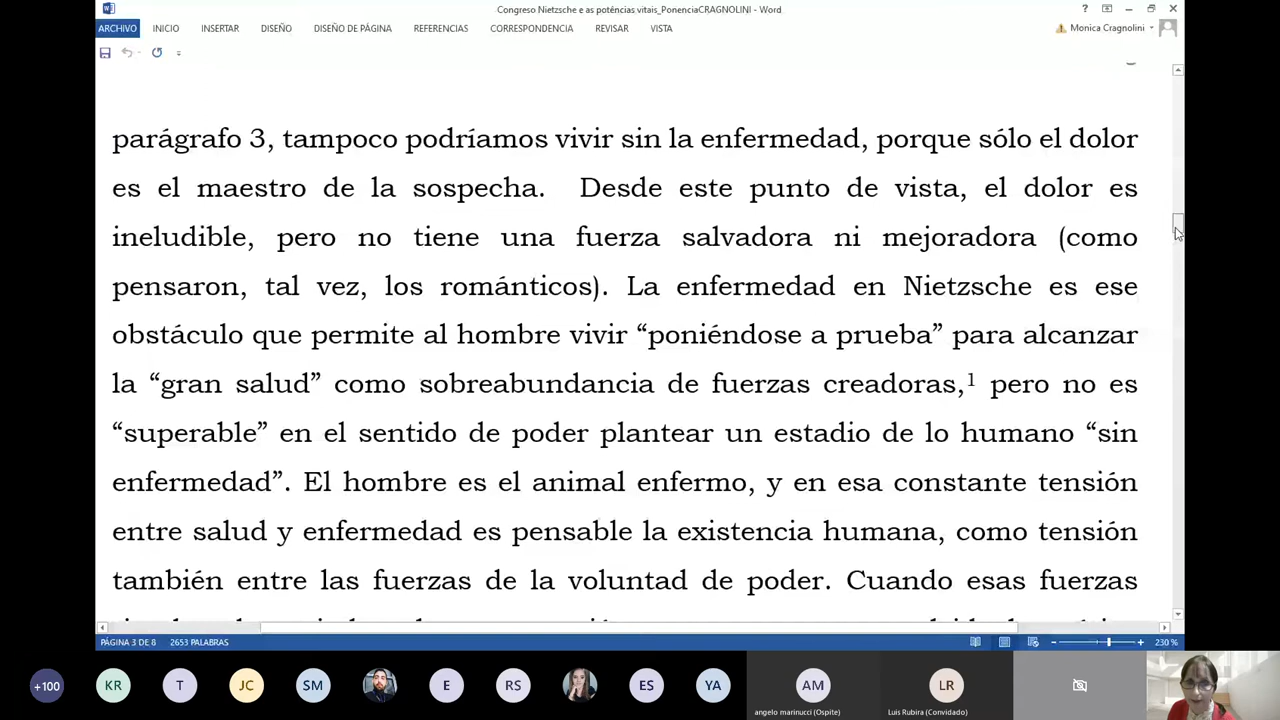 Congreso Nietzsche e as potências vitais_PonenciaCRAGNOLINI - Word
ARCHIVO INICIO INSERTAR DISEÑO DISEÑO DE PÁGINA REFERENCIAS CORRESPONDENCIA REVISAR VISTA Monica Cragnolini
parágrafo 3, tampoco podríamos vivir sin la enfermedad, porque sólo el dolor
es el maestro de la sospecha. Desde este punto de vista, el dolor es
ineludible, pero no tiene una fuerza salvadora ni mejoradora (como
pensaron, tal vez, los románticos). La enfermedad en Nietzsche es ese
obstáculo que permite al hombre vivir “poniéndose a prueba” para alcanzar
la “gran salud” como sobreabundancia de fuerzas creadoras,1 pero no es
“superable” en el sentido de poder plantear un estadio de lo humano “sin
enfermedad”. El hombre es el animal enfermo, y en esa constante tensión
entre salud y enfermedad es pensable la existencia humana, como tensión
también entre las fuerzas de la voluntad de poder. Cuando esas fuerzas
PÁGINA 3 DE 8 2653 PALABRAS 230 %
+100 KR T JC SM E RS ES YA AM LR
angelo marinucci (Ospite) Luis Rubira (Convidado)